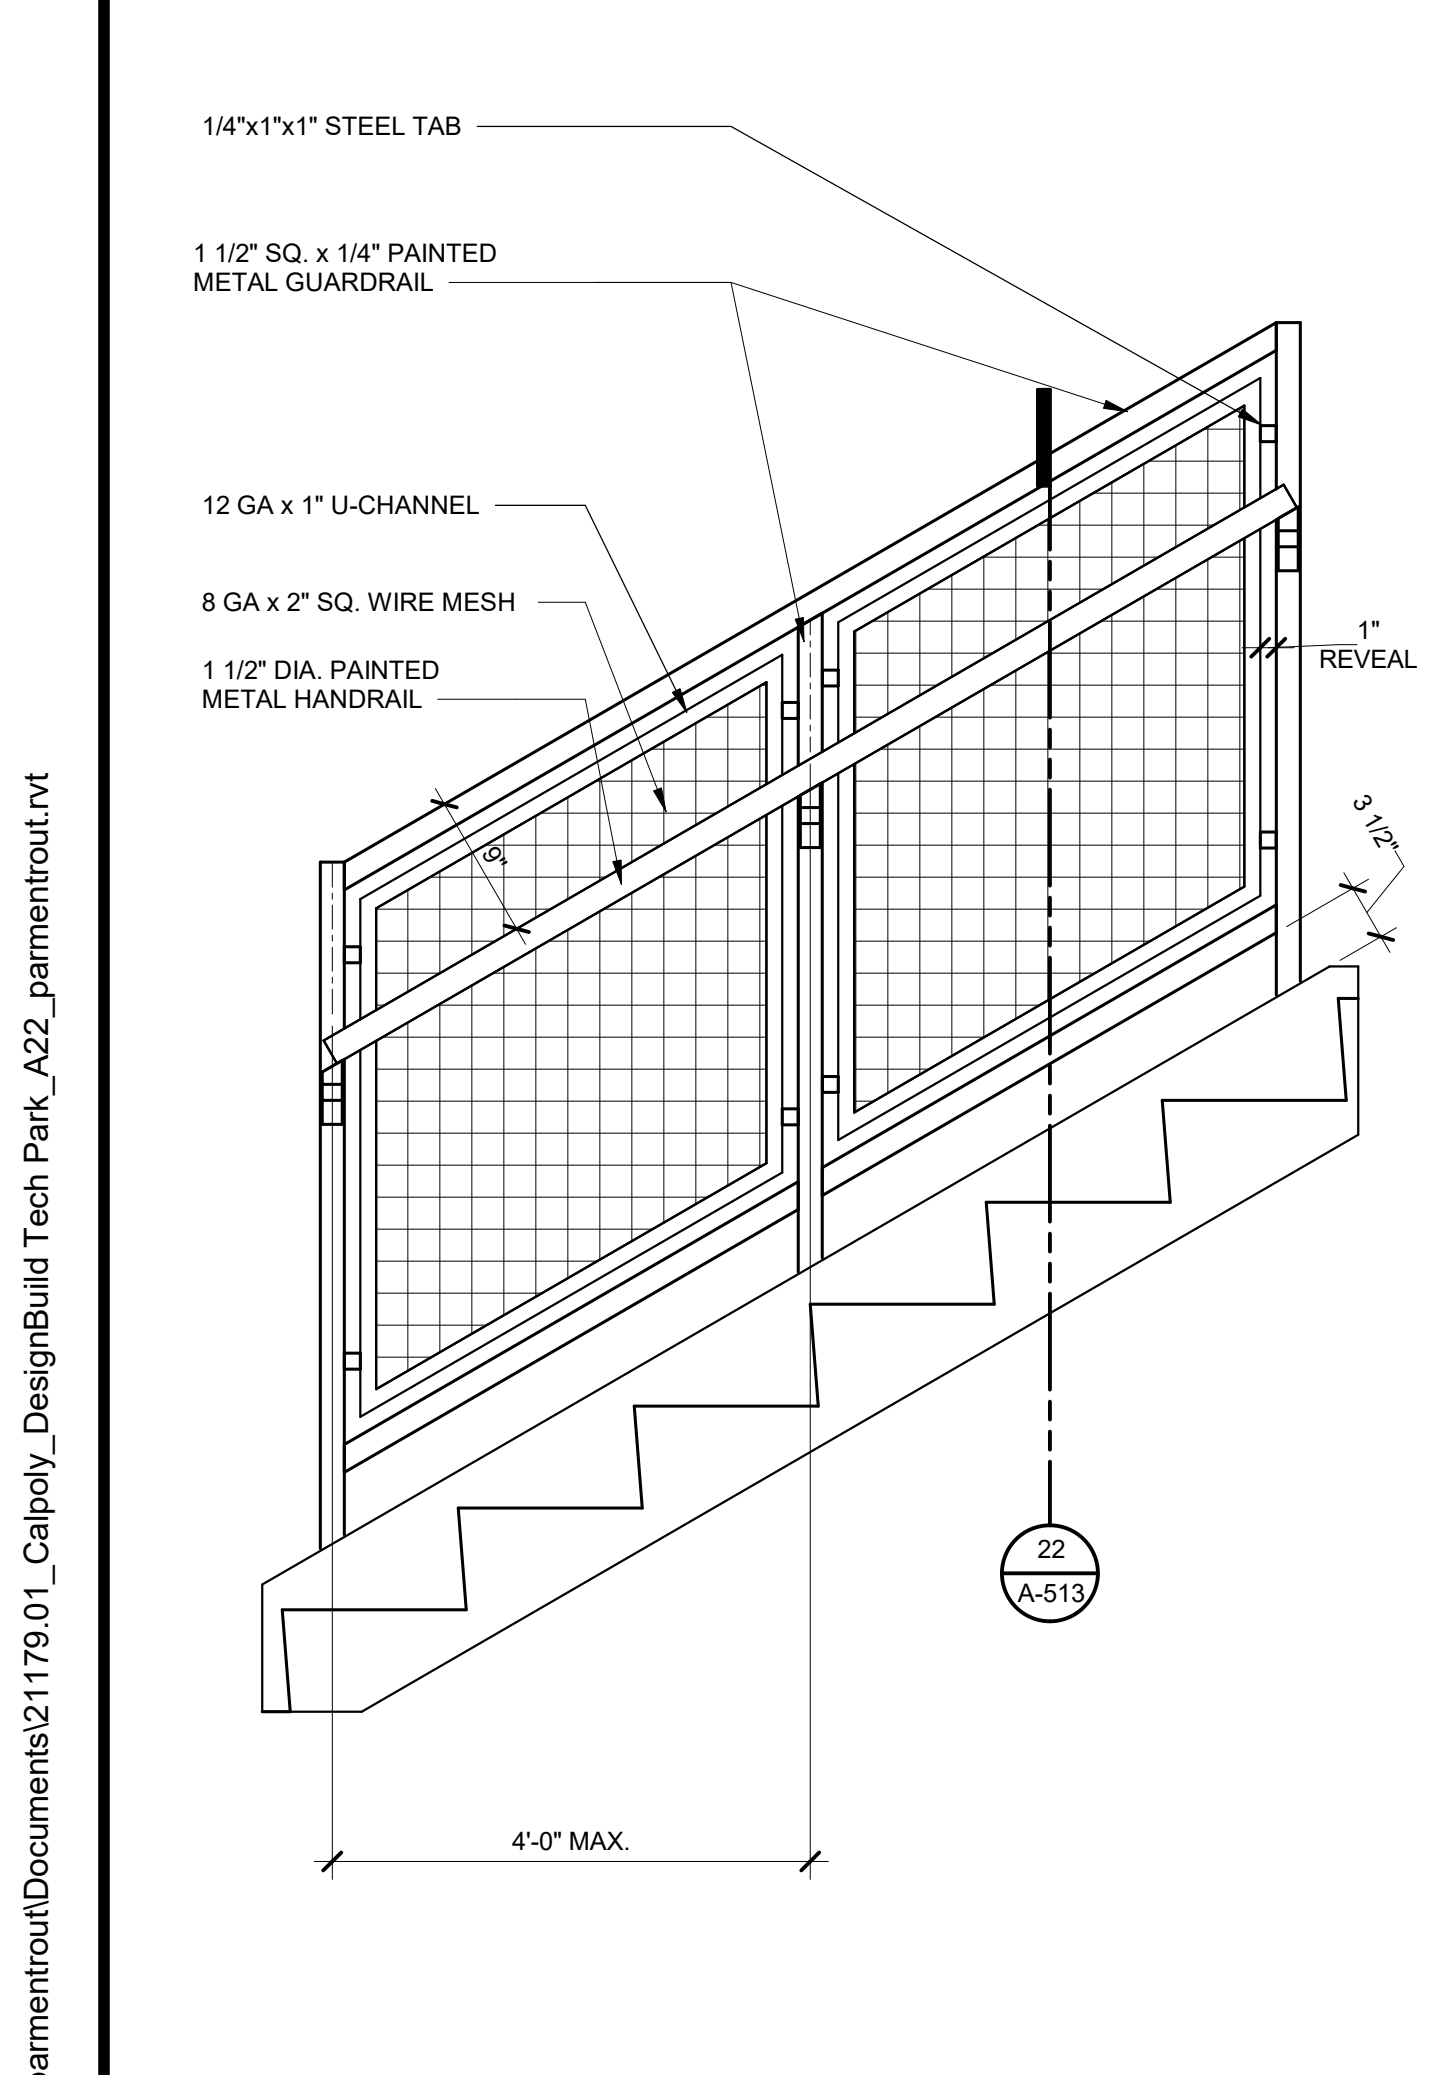 1/4"x1"x1" STEEL TAB
1 1/2" SQ. x 1/4" PAINTED
METAL GUARDRAIL
12 GA x 1" U-CHANNEL
8 GA x 2" SQ. WIRE MESH
1 1/2" DIA. PAINTED
METAL HANDRAIL
1"
REVEAL
9"
3 1/2"
22
A-513
4'-0" MAX.
parmentrout\Documents\21179.01_Calpoly_DesignBuild Tech Park_A22_parmentrout.rvt